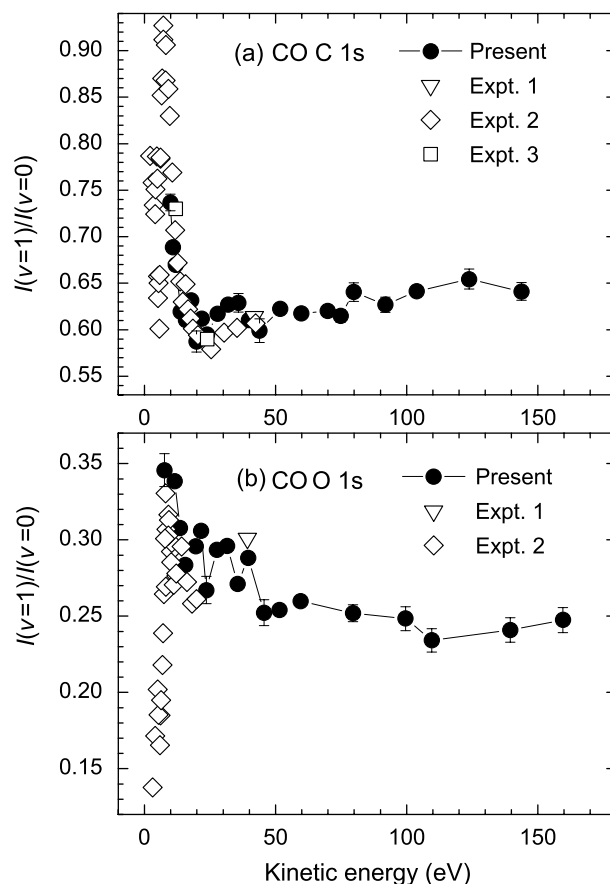 (a) CO C 1s
Present
Expt. 1
Expt. 2
Expt. 3
I(v=1)/I(v=0)
0.90
0.85
0.80
0.75
0.70
0.65
0.60
0.55
0 50 100 150
(b) CO O 1s
Present
Expt. 1
Expt. 2
I(v=1)/I(v=0)
0.35
0.30
0.25
0.20
0.15
0 50 100 150
Kinetic energy (eV)